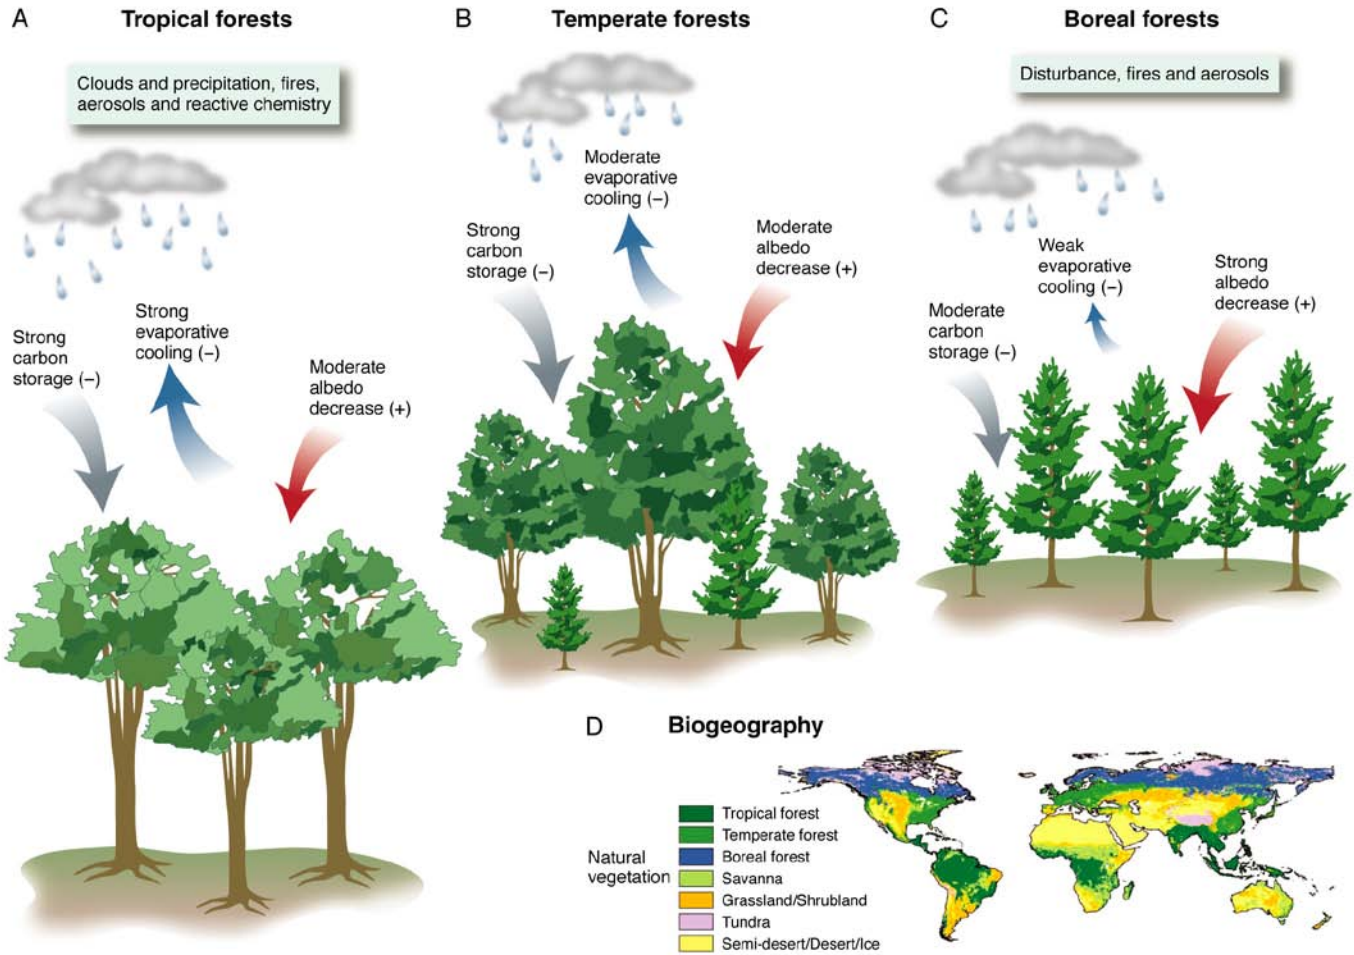 A
Tropical forests
Clouds and precipitation, fires,
aerosols and reactive chemistry
Strong
carbon
storage (−)
Strong
evaporative
cooling (−)
Moderate
albedo
decrease (+)
B
Temperate forests
Strong
carbon
storage (−)
Moderate
evaporative
cooling (−)
Moderate
albedo
decrease (+)
C
Boreal forests
Disturbance, fires and aerosols
Moderate
carbon
storage (−)
Weak
evaporative
cooling (−)
Strong
albedo
decrease (+)
D
Biogeography
Natural
vegetation
Tropical forest
Temperate forest
Boreal forest
Savanna
Grassland/Shrubland
Tundra
Semi-desert/Desert/Ice